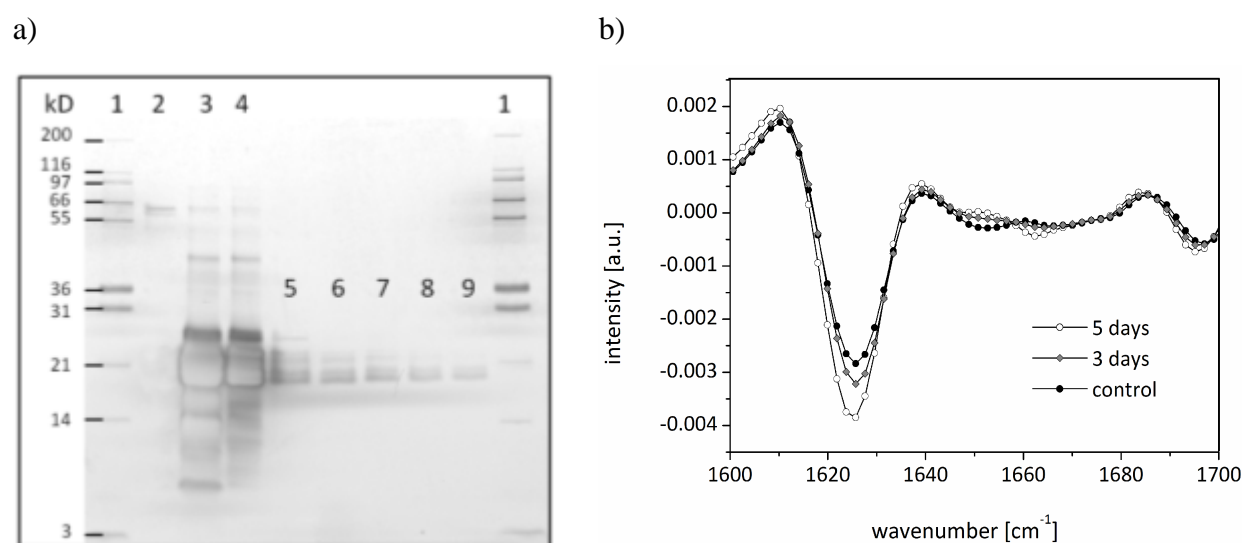 a)
kD 1 2 3 4 1
200
116
97
66
55
36
31
21
14
3
5 6 7 8 9
b)
0.002
0.001
0.000
-0.001
-0.002
-0.003
-0.004
intensity [a.u.]
5 days
3 days
control
1600 1620 1640 1660 1680 1700
wavenumber [cm⁻¹]